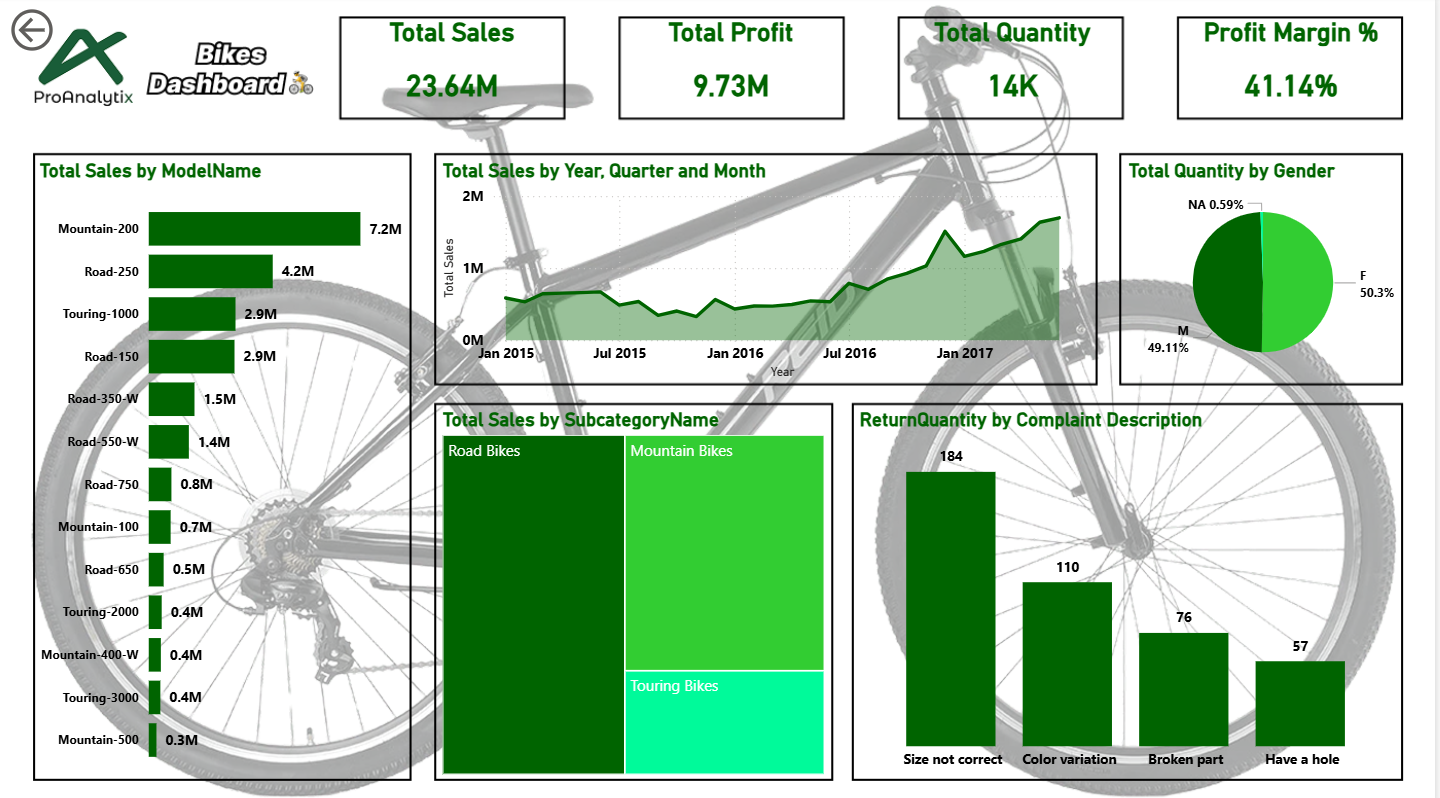 ProAnalytix
Bikes
Dashboard
Total Sales
23.64M
Total Profit
9.73M
Total Quantity
14K
Profit Margin %
41.14%
Total Sales by ModelName
Mountain-200
7.2M
Road-250
4.2M
Touring-1000
2.9M
Road-150
2.9M
Road-350-W
1.5M
Road-550-W
1.4M
Road-750
0.8M
Mountain-100
0.7M
Road-650
0.5M
Touring-2000
0.4M
Mountain-400-W
0.4M
Touring-3000
0.4M
Mountain-500
0.3M
Total Sales by Year, Quarter and Month
Total Sales
2M
1M
0M
Jan 2015
Jul 2015
Jan 2016
Jul 2016
Jan 2017
Year
Total Quantity by Gender
NA 0.59%
F
50.3%
M
49.11%
Total Sales by SubcategoryName
Road Bikes
Mountain Bikes
Touring Bikes
ReturnQuantity by Complaint Description
184
110
76
57
Size not correct
Color variation
Broken part
Have a hole